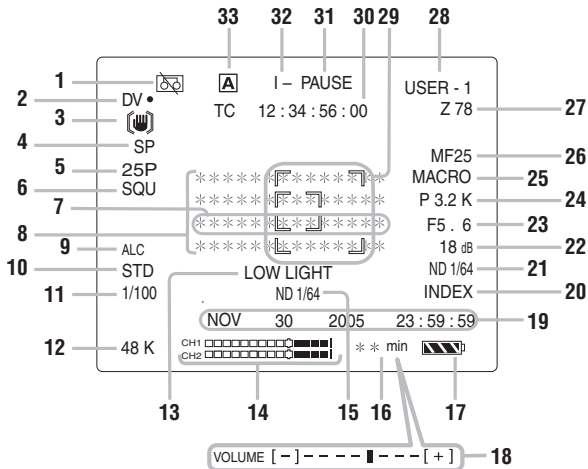 33 32 31 30 29 28
1 A I – PAUSE USER - 1
2 DV • TC 12 : 34 : 56 : 00 Z 78 27
3
4 SP MF25 26
5 25P ∗∗∗∗∗∗∗∗∗∗∗∗∗∗∗∗ MACRO 25
6 SQU ∗∗∗∗∗∗∗∗∗∗∗∗∗∗∗∗ P 3.2 K 24
7 ∗∗∗∗∗∗∗∗∗∗∗∗∗∗∗∗ F5 . 6 23
8 ∗∗∗∗∗∗∗∗∗∗∗∗∗∗∗∗ 18 dB 22
9 ALC
10 STD LOW LIGHT ND 1/64 21
11 1/100 ND 1/64 INDEX 20
NOV 30 2005 23 : 59 : 59 19
12 48 K CH1 ∗ ∗ min
CH2
13 14 15 16 17
VOLUME [ – ] – – – – – – – – – [ + ] 18